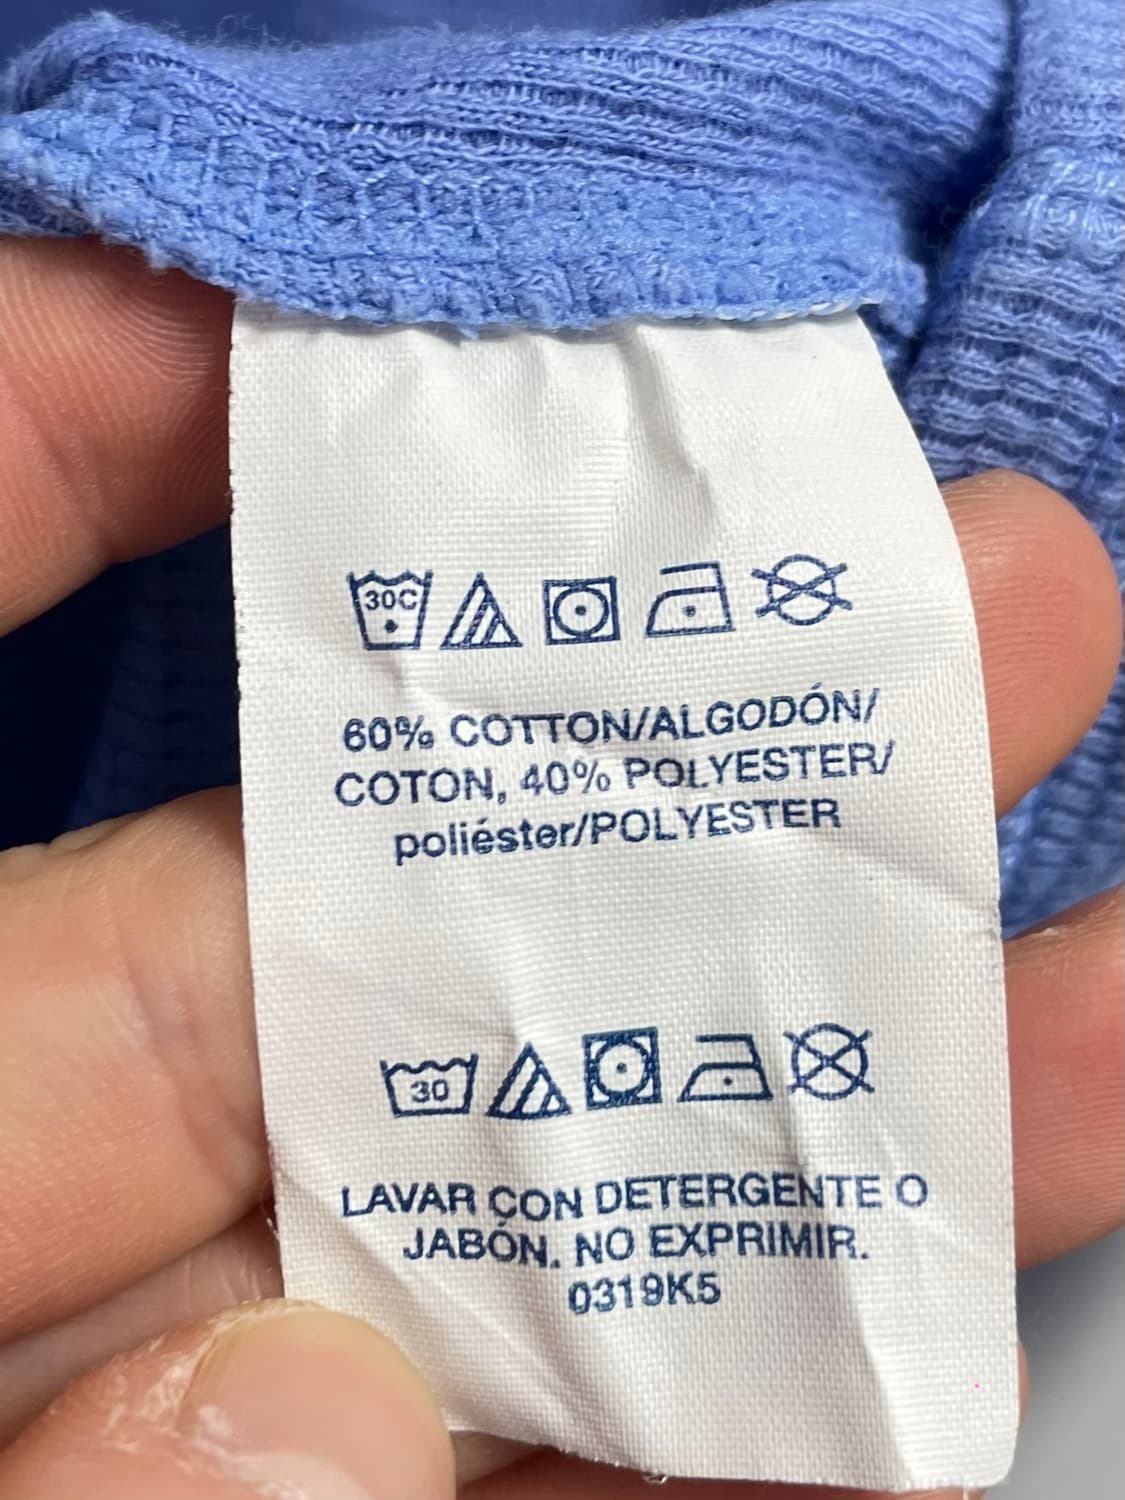 30C
60% COTTON/ALGODÓN/
COTON, 40% POLYESTER/
poliéster/POLYESTER
30
LAVAR CON DETERGENTE O
JABÓN. NO EXPRIMIR.
0319K5